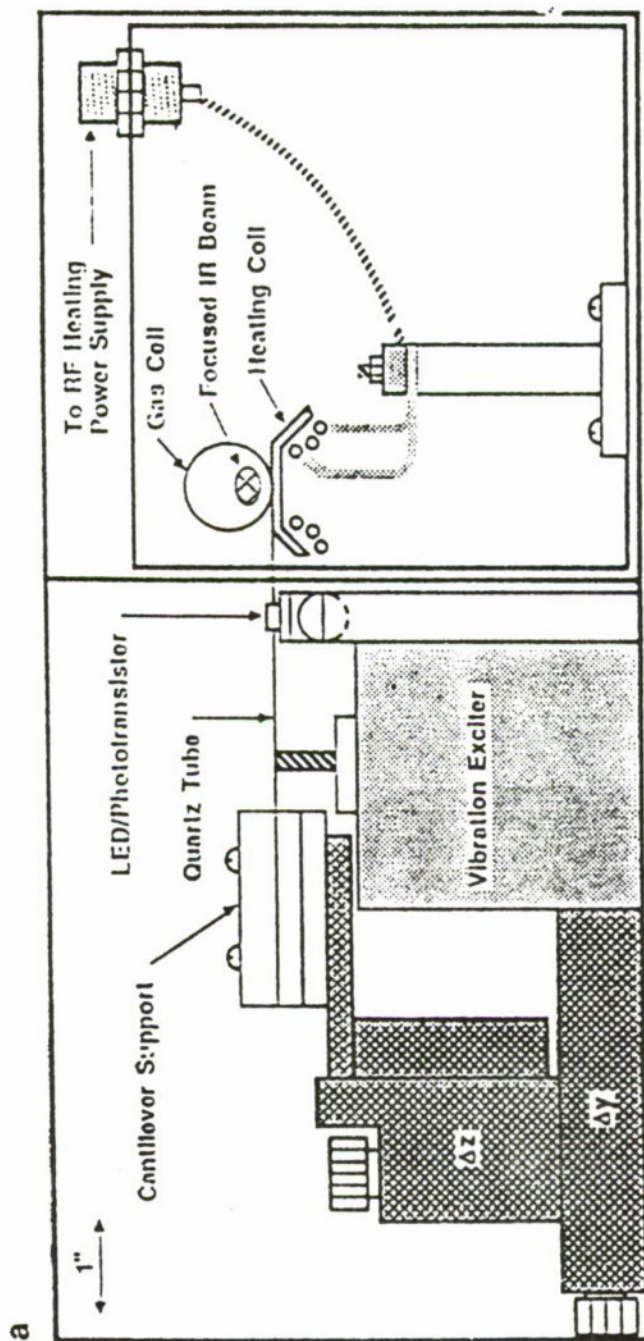 a
1"
Cantilever Support
Quartz Tube
LED/Phototransistor
Δz
Δy
Vibration Exciter
To RF Heating
Power Supply
Gas Cell
Focused IR Beam
Heating Coil